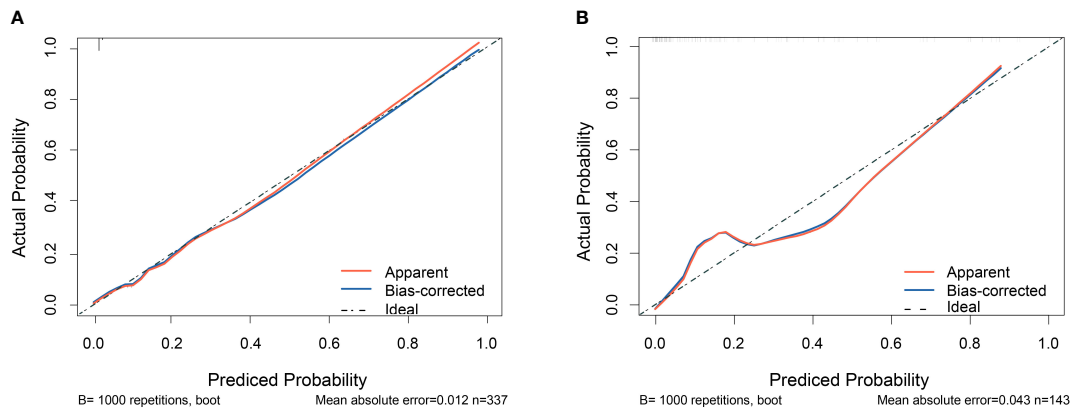 A
1.0
0.8
0.6
0.4
0.2
0.0
Actual Probability
Apparent
Bias-corrected
Ideal
0.0 0.2 0.4 0.6 0.8 1.0
Prediced Probability
B= 1000 repetitions, boot Mean absolute error=0.012 n=337
B
1.0
0.8
0.6
0.4
0.2
0.0
Actual Probability
Apparent
Bias-corrected
Ideal
0.0 0.2 0.4 0.6 0.8 1.0
Prediced Probability
B= 1000 repetitions, boot Mean absolute error=0.043 n=143